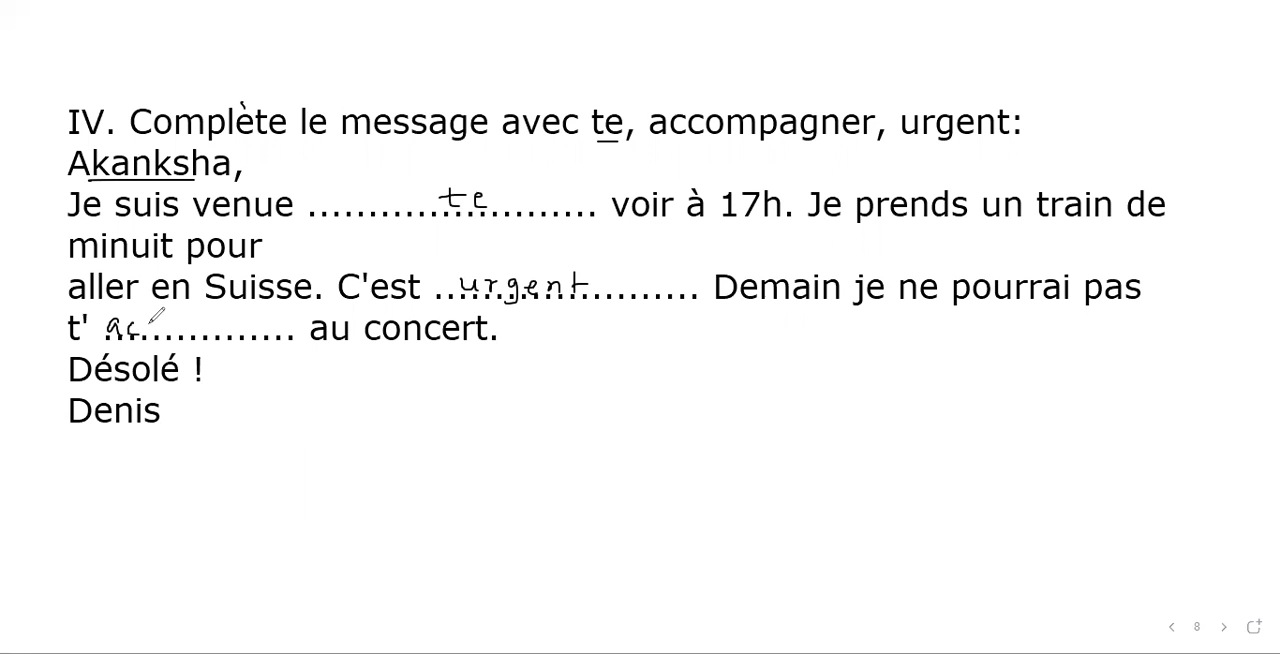 IV. Complète le message avec te, accompagner, urgent:
Akanksha,
Je suis venue ........... te ........... voir à 17h. Je prends un train de
minuit pour
aller en Suisse. C'est .. urgent ......... Demain je ne pourrai pas
t' ac............. au concert.
Désolé !
Denis
8